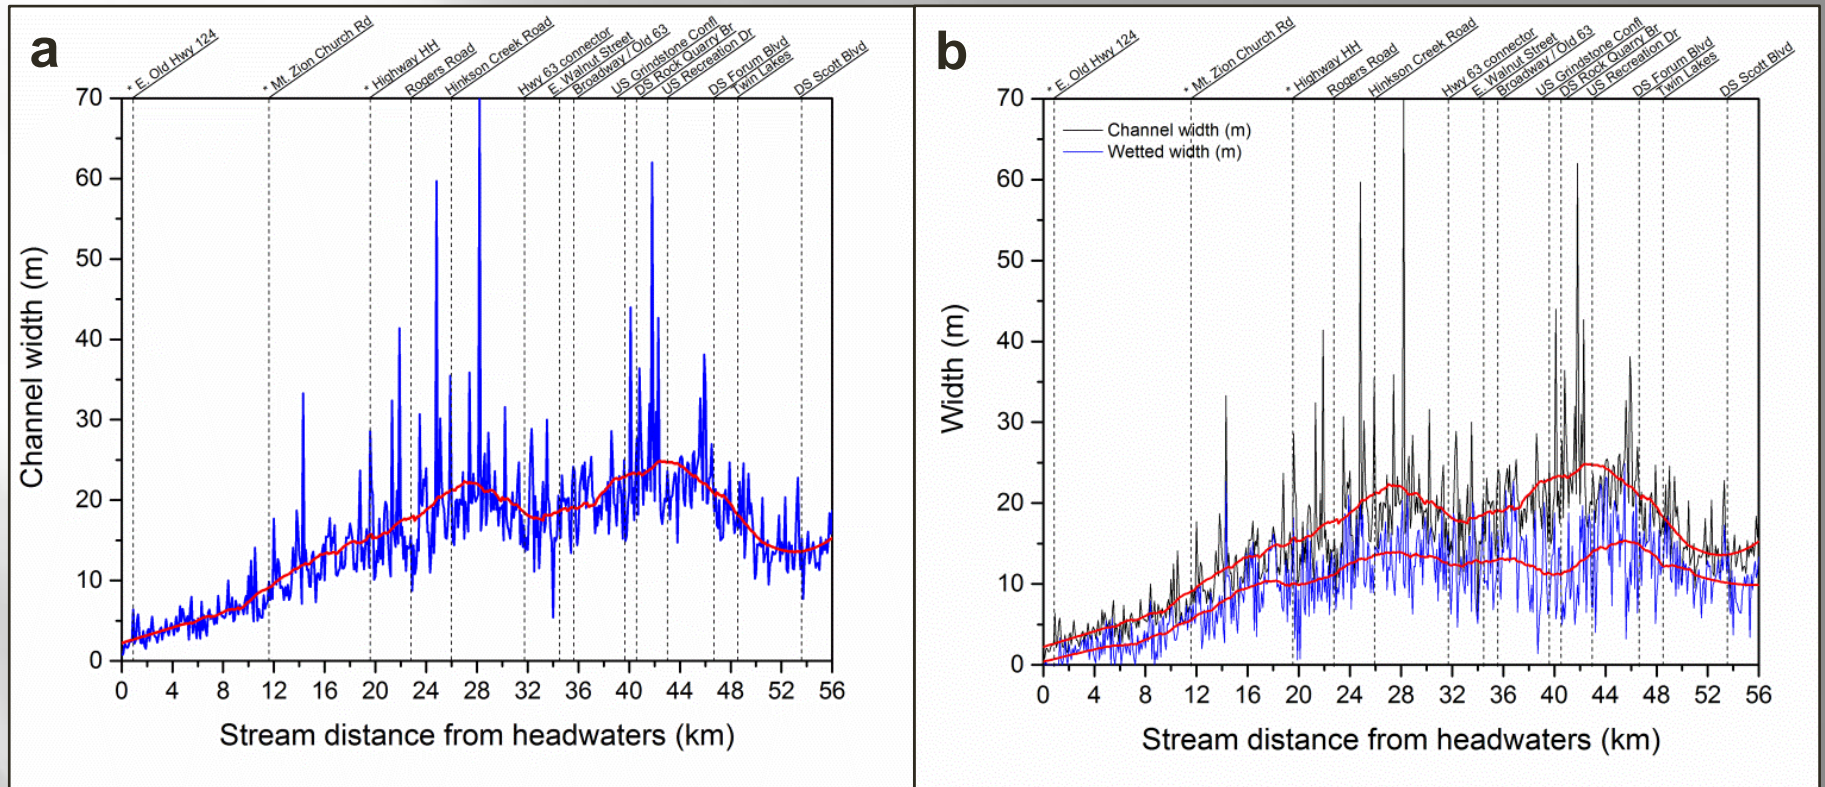 a
* E. Old Hwy 124
* Mt. Zion Church Rd
* Highway HH
Rogers Road
Hinkson Creek Road
Hwy 63 connector
E. Walnut Street
Broadway / Old 63
US Grindstone Confl
DS Rock Quarry Br
US Recreation Dr
DS Forum Blvd
Twin Lakes
DS Scott Blvd
70
60
50
40
30
20
10
0
Channel width (m)
0 4 8 12 16 20 24 28 32 36 40 44 48 52 56
Stream distance from headwaters (km)
b
* E. Old Hwy 124
* Mt. Zion Church Rd
* Highway HH
Rogers Road
Hinkson Creek Road
Hwy 63 connector
E. Walnut Street
Broadway / Old 63
US Grindstone Confl
DS Rock Quarry Br
US Recreation Dr
DS Forum Blvd
Twin Lakes
DS Scott Blvd
Channel width (m)
Wetted width (m)
70
60
50
40
30
20
10
0
Width (m)
0 4 8 12 16 20 24 28 32 36 40 44 48 52 56
Stream distance from headwaters (km)